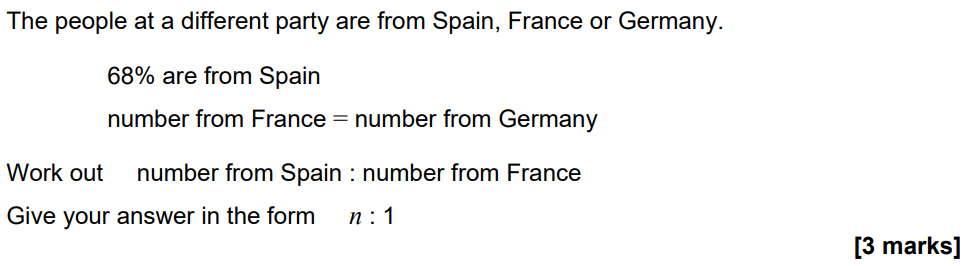 The people at a different party are from Spain, France or Germany.
68% are from Spain
number from France = number from Germany
Work out number from Spain : number from France
Give your answer in the form n : 1
[3 marks]